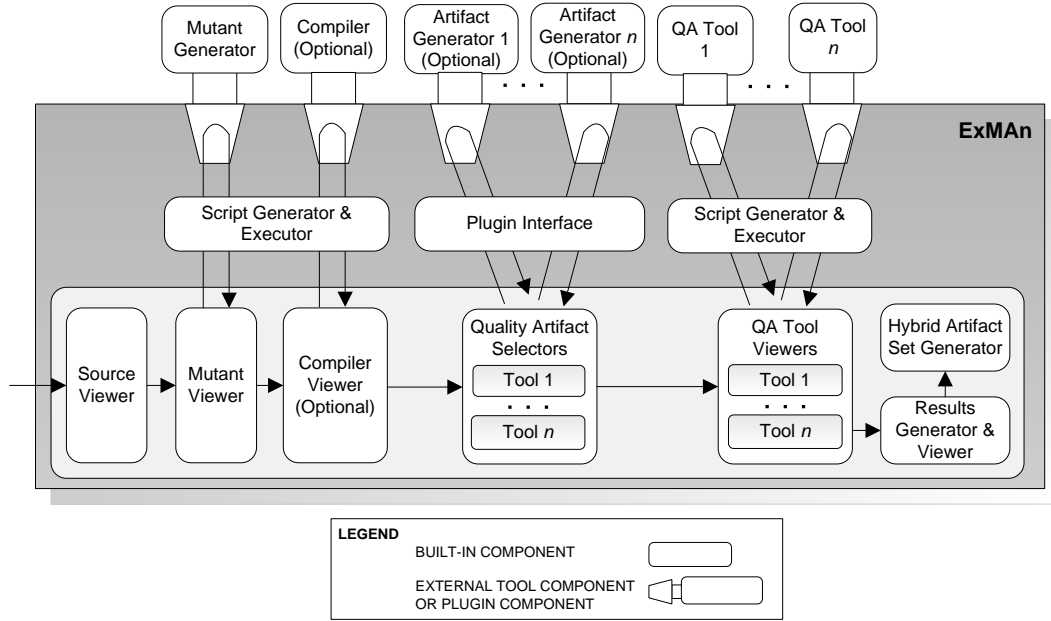 Mutant
Generator
Compiler
(Optional)
Artifact
Generator 1
(Optional)
. . .
Artifact
Generator n
(Optional)
QA Tool
1
. . .
QA Tool
n
ExMAn
Script Generator &
Executor
Plugin Interface
Script Generator &
Executor
Source
Viewer
Mutant
Viewer
Compiler
Viewer
(Optional)
Quality Artifact
Selectors
Tool 1
. . .
Tool n
QA Tool
Viewers
Tool 1
. . .
Tool n
Hybrid Artifact
Set Generator
Results
Generator &
Viewer
LEGEND
BUILT-IN COMPONENT
EXTERNAL TOOL COMPONENT
OR PLUGIN COMPONENT